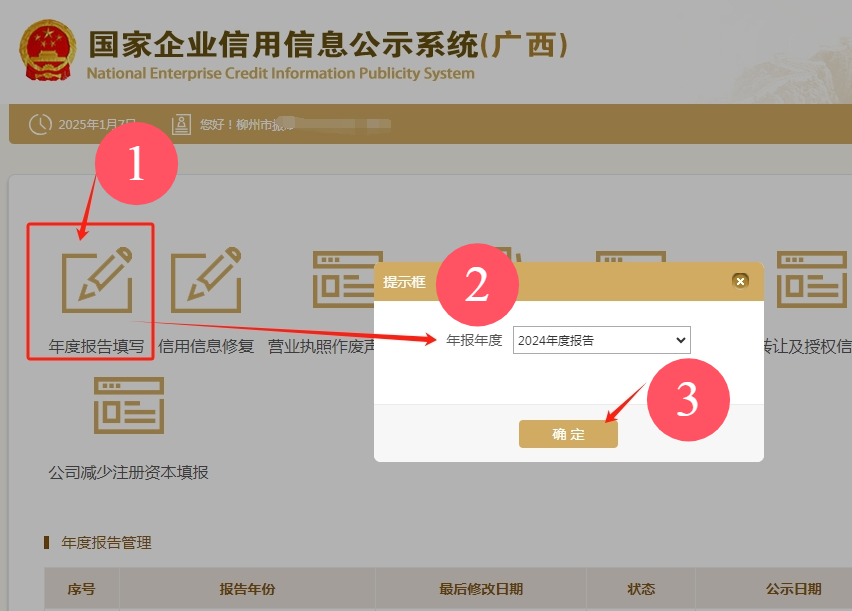 国家企业信用信息公示系统(广西)
National Enterprise Credit Information Publicity System
2025年1月7日
您好！柳州市
1
年度报告填写
信用信息修复
营业执照作废声
转让及授权信
2
提示框
年报年度
2024年度报告
3
确 定
公司减少注册资本填报
年度报告管理
序号
报告年份
最后修改日期
状态
公示日期